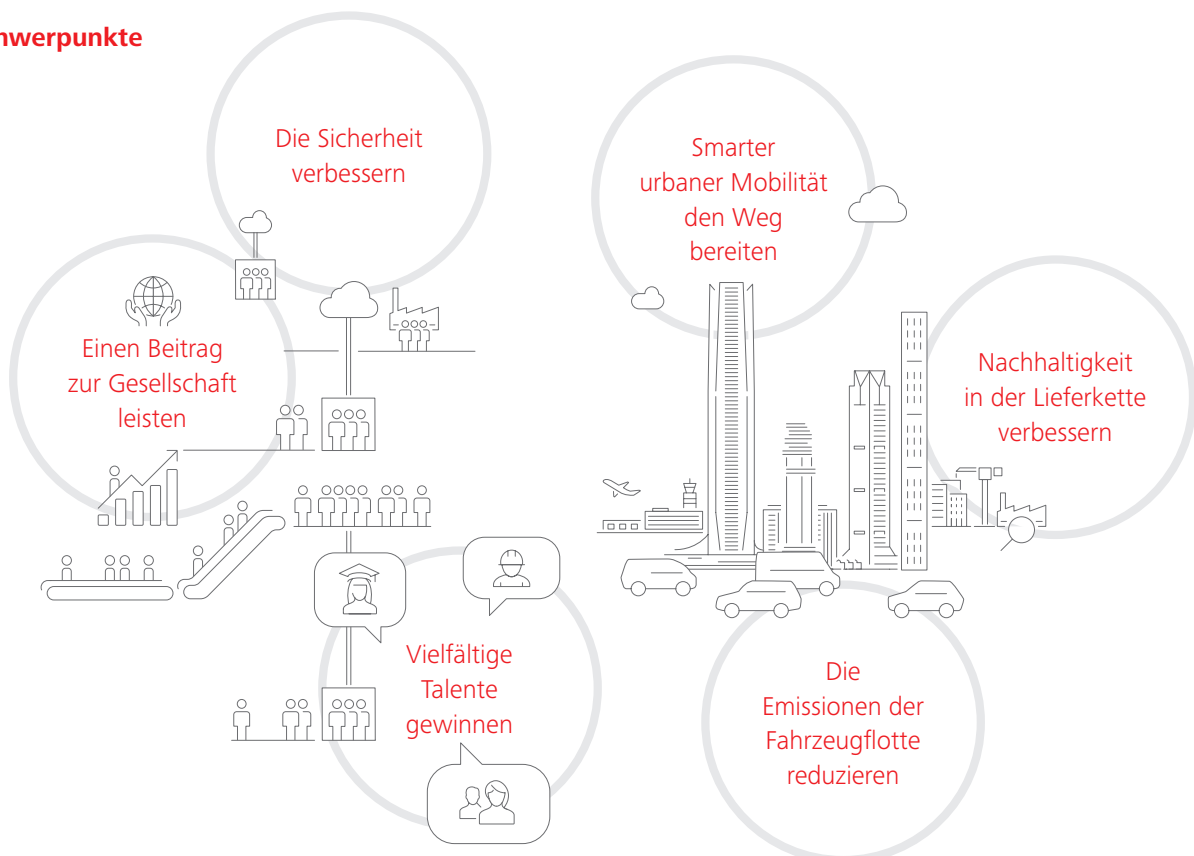 nwerpunkte
Die Sicherheit
verbessern
Smarter
urbaner Mobilität
den Weg
bereiten
Einen Beitrag
zur Gesellschaft
leisten
Nachhaltigkeit
in der Lieferkette
verbessern
Vielfältige
Talente
gewinnen
Die
Emissionen der
Fahrzeugflotte
reduzieren